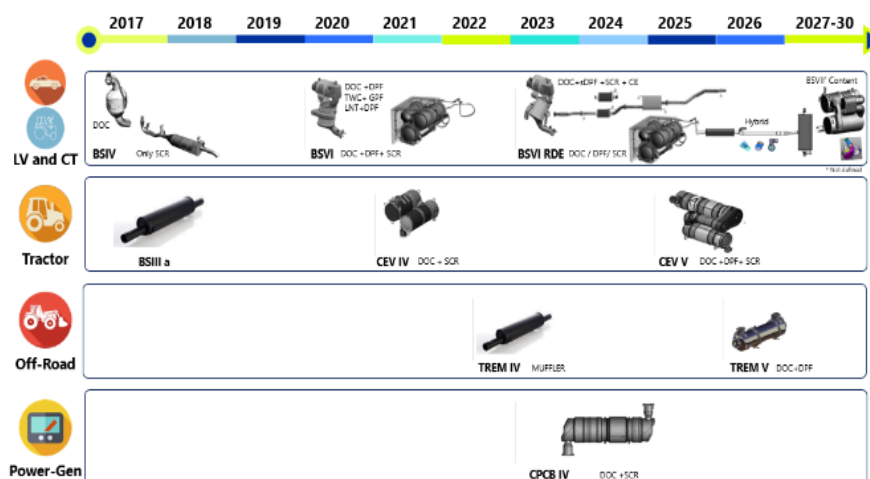 2017 2018 2019 2020 2021 2022 2023 2024 2025 2026 2027-30
LV and CT
DOC
BSIV
Only SCR
DOC +DPF
TWC+ GPF
LNT+DPF
BSVI
DOC +DPF+ SCR
DOC+sDPF +SCR + CE
BSVI RDE
DOC / DPF/ SCR
Hybrid
BSVII' Content
* Not defined
Tractor
BSIII a
CEV IV DOC + SCR
CEV V DOC +DPF+ SCR
Off-Road
TREM IV MUFFLER
TREM V DOC+DPF
Power-Gen
CPCB IV DOC +SCR